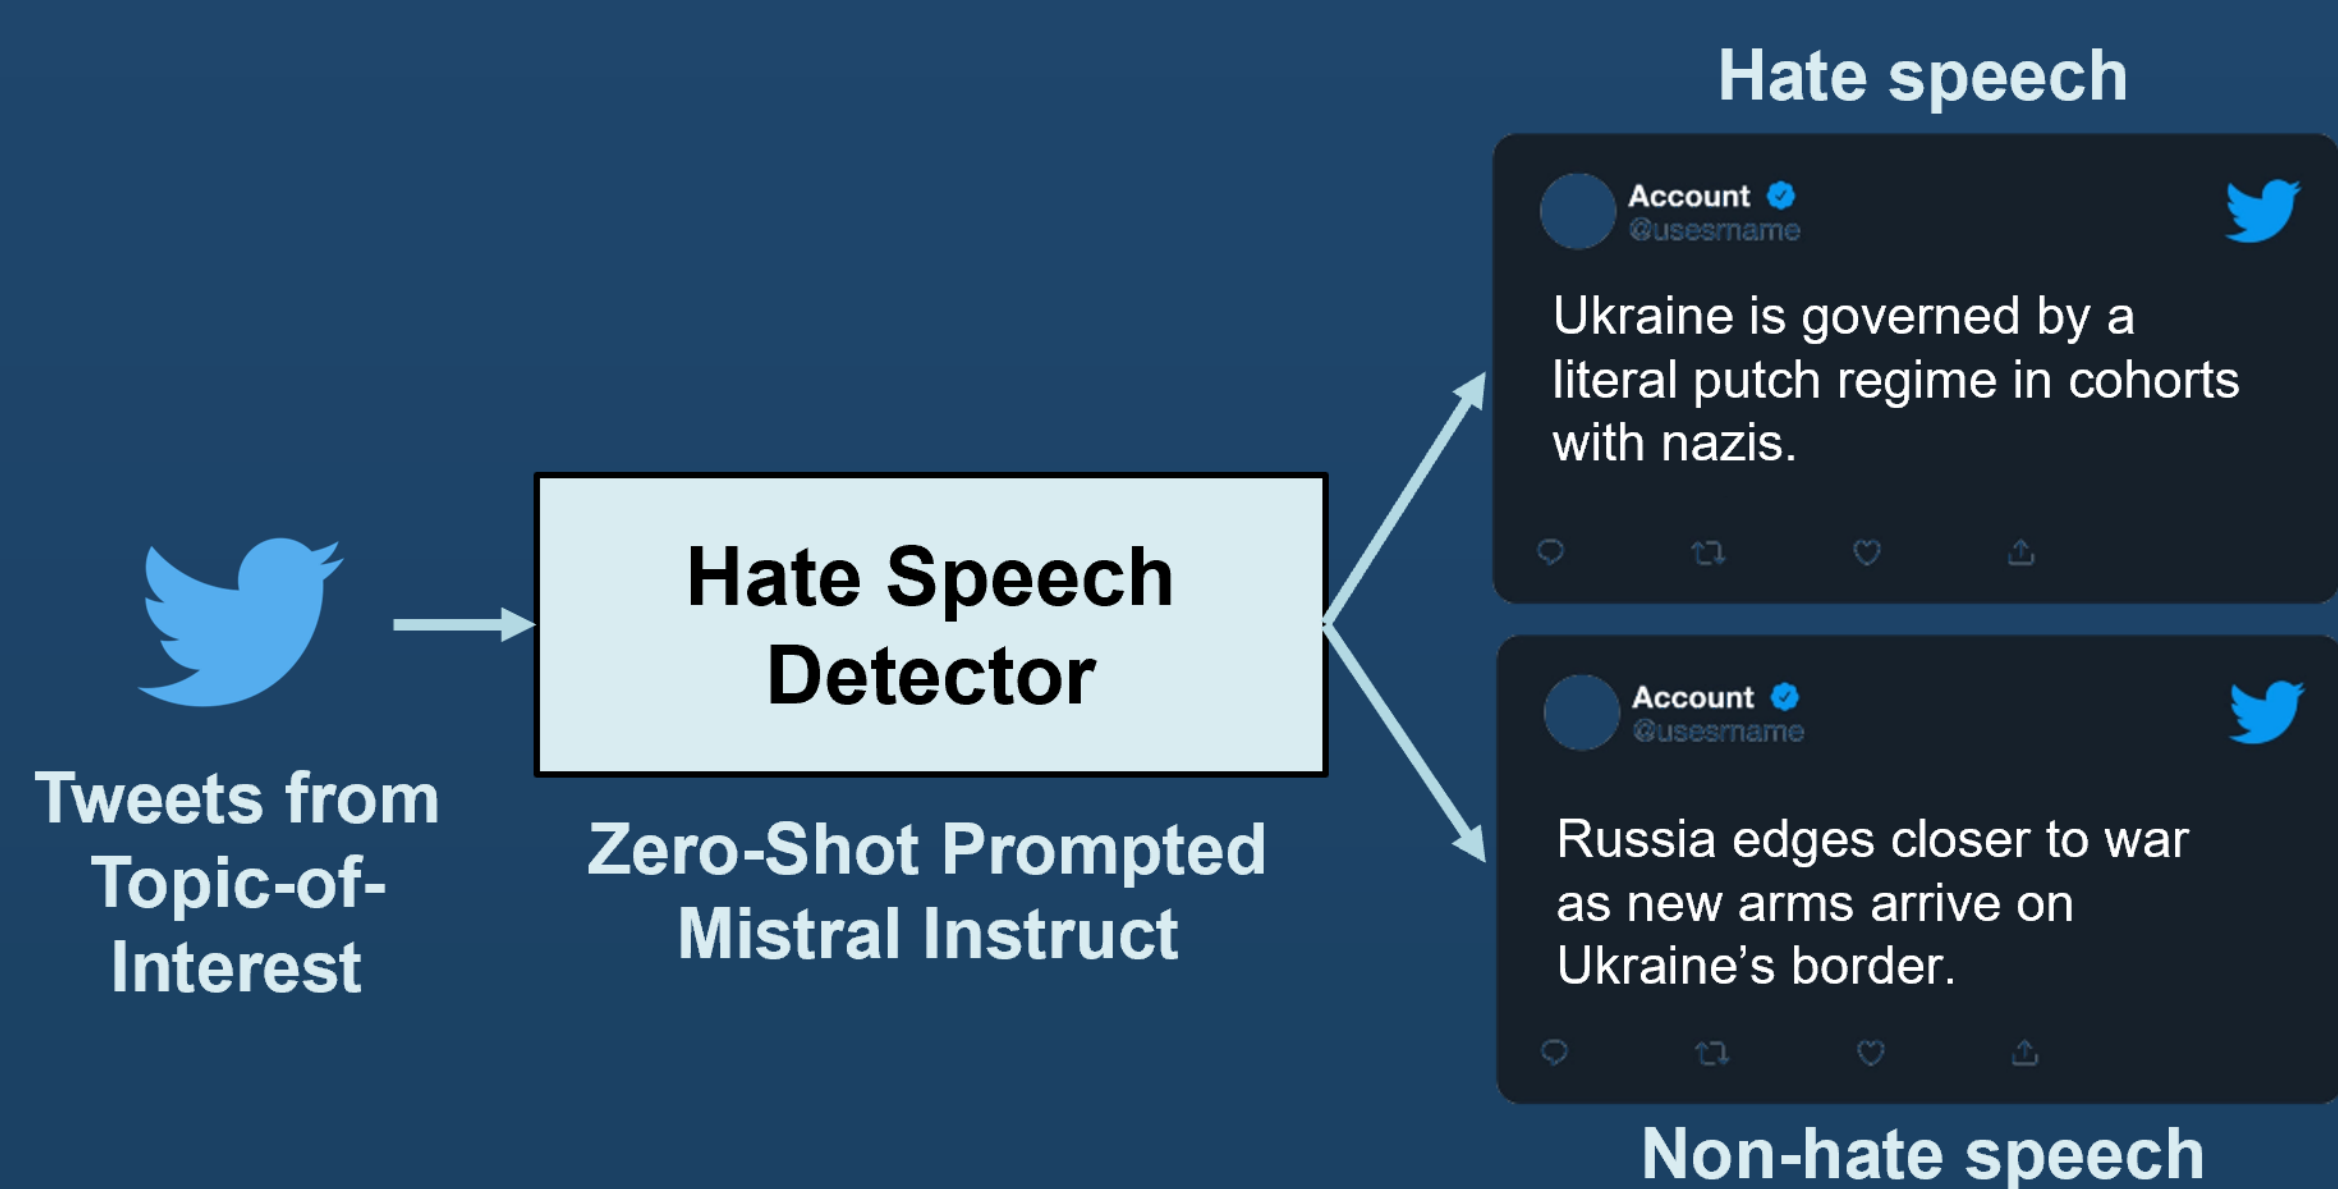 Hate speech
Account
@usesrname
Ukraine is governed by a
literal putch regime in cohorts
with nazis.
Hate Speech
Detector
Tweets from
Topic-of-
Interest
Zero-Shot Prompted
Mistral Instruct
Account
@usesrname
Russia edges closer to war
as new arms arrive on
Ukraine’s border.
Non-hate speech